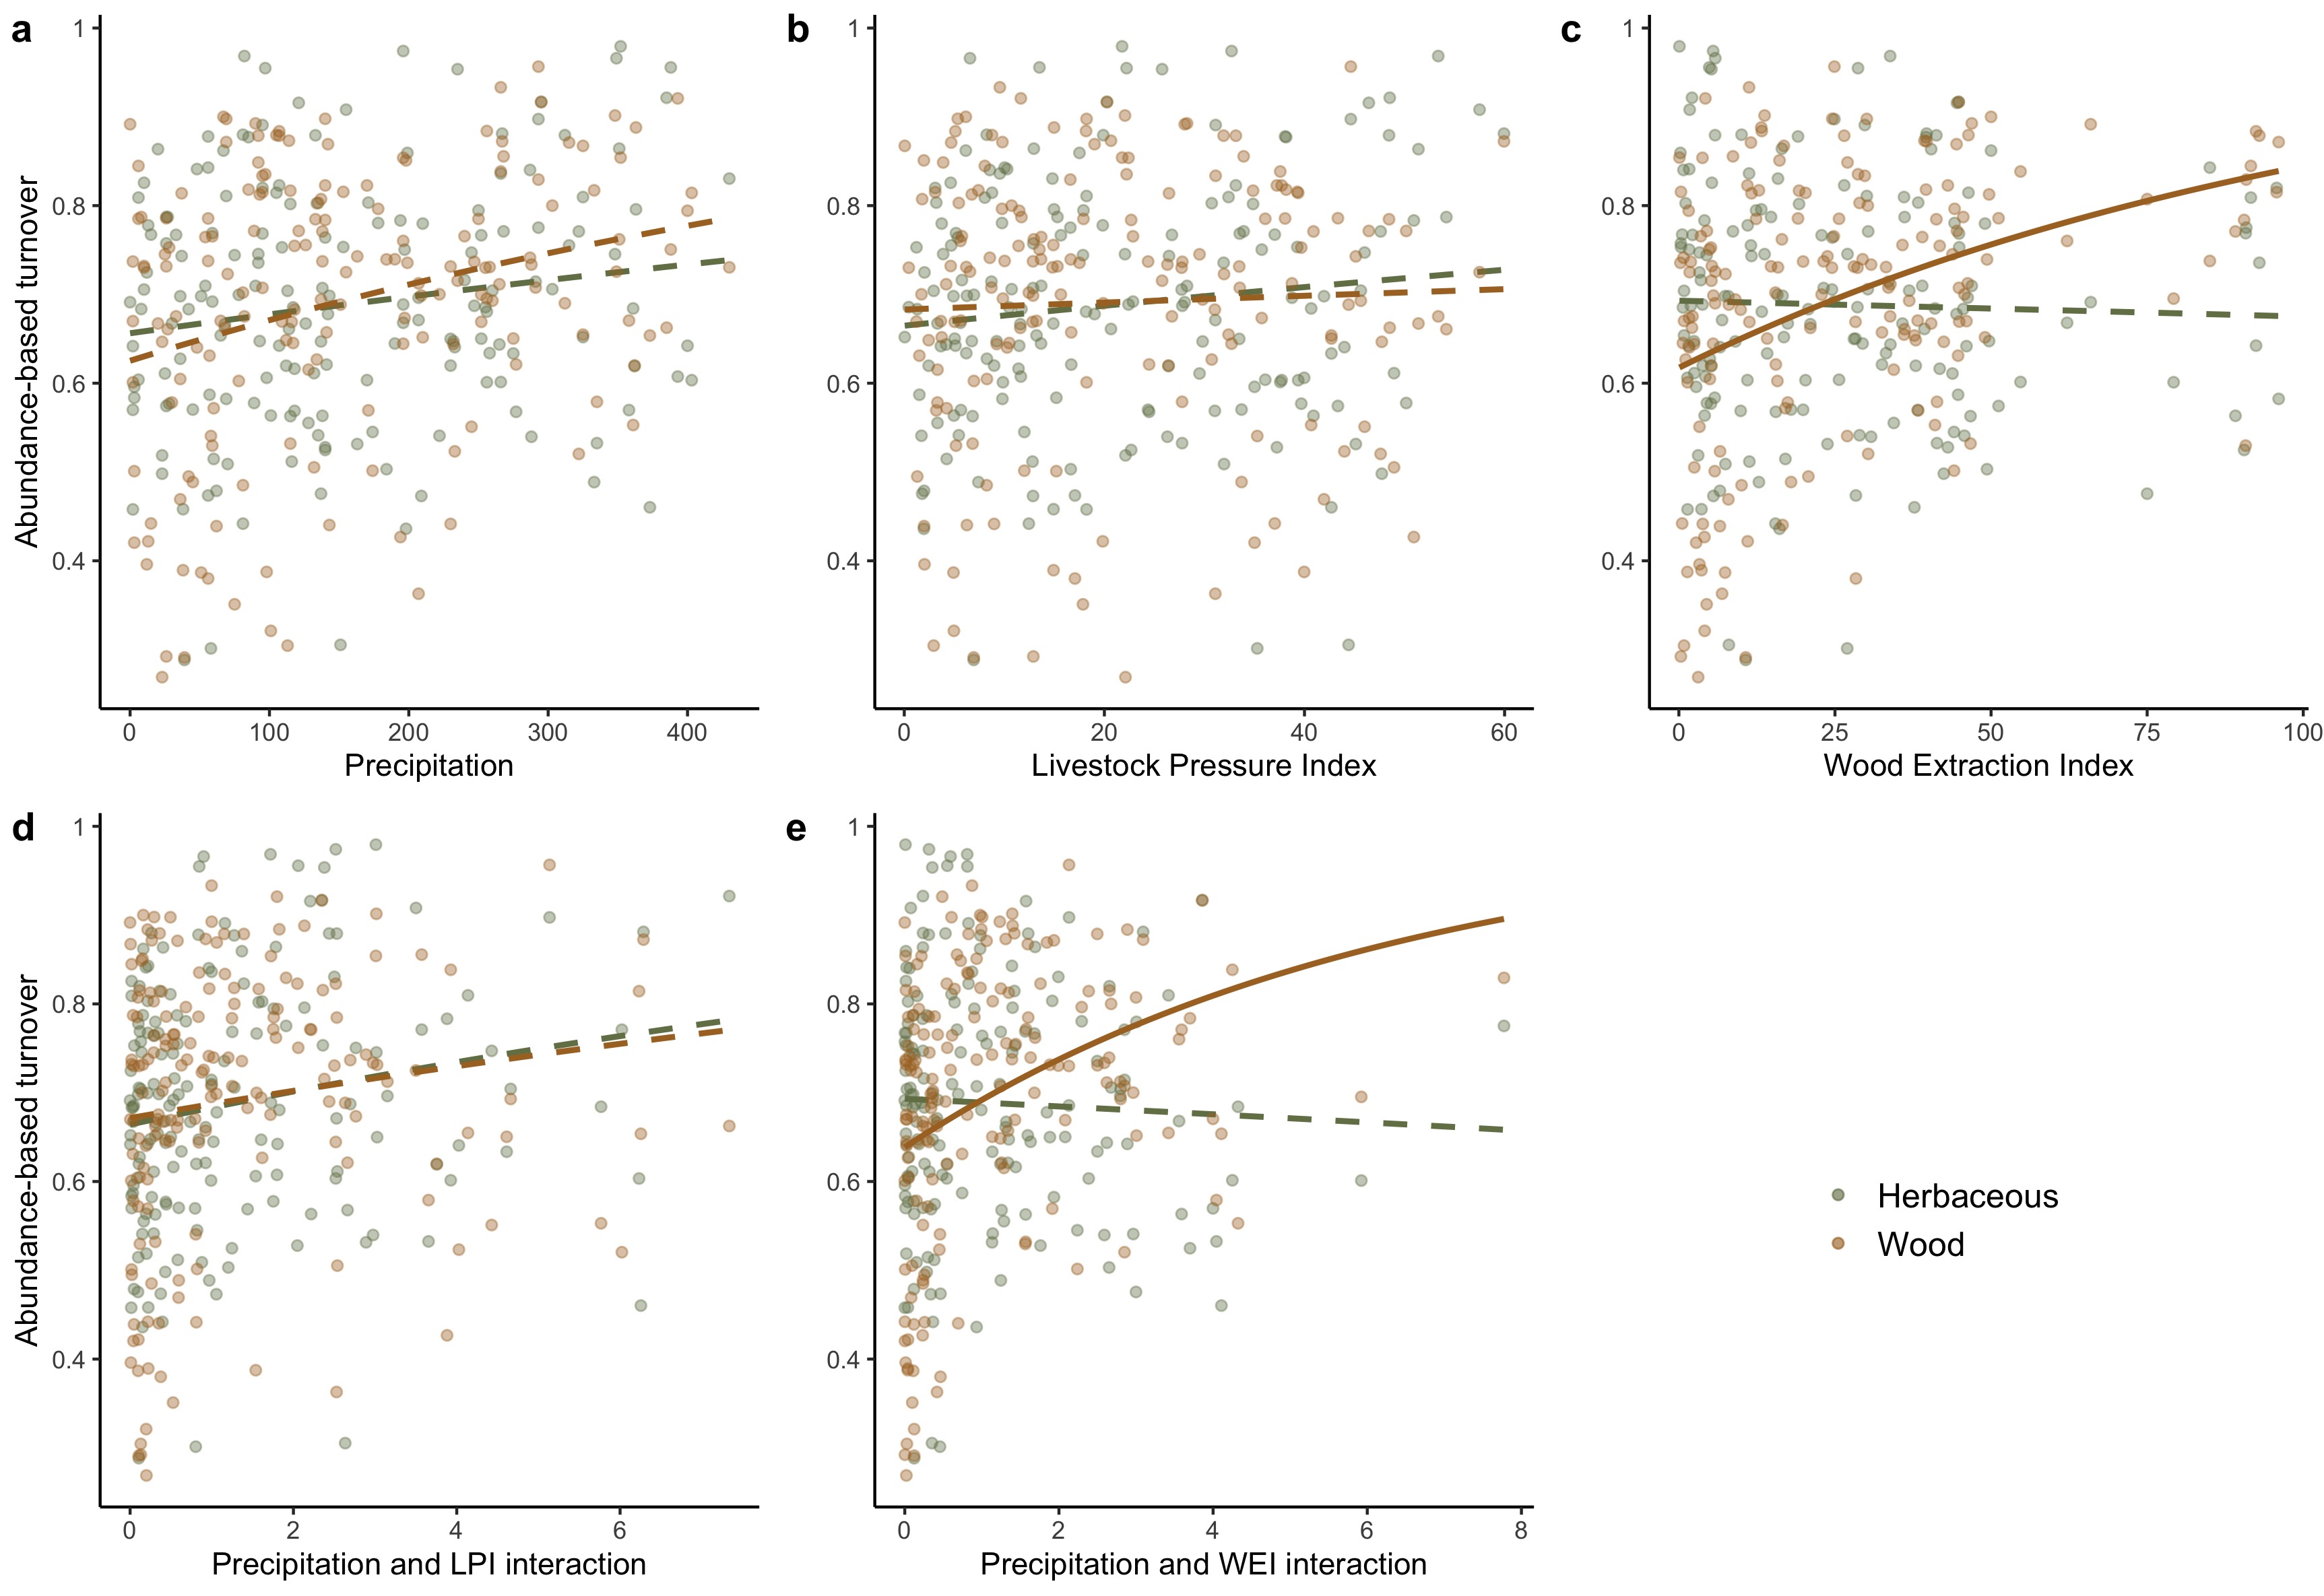 a
1
0.8
0.6
0.4
Abundance-based turnover
0 100 200 300 400
Precipitation
b
1
0.8
0.6
0.4
0 20 40 60
Livestock Pressure Index
c
1
0.8
0.6
0.4
0 25 50 75 100
Wood Extraction Index
d
1
0.8
0.6
0.4
Abundance-based turnover
0 2 4 6
Precipitation and LPI interaction
e
1
0.8
0.6
0.4
0 2 4 6 8
Precipitation and WEI interaction
Herbaceous
Wood